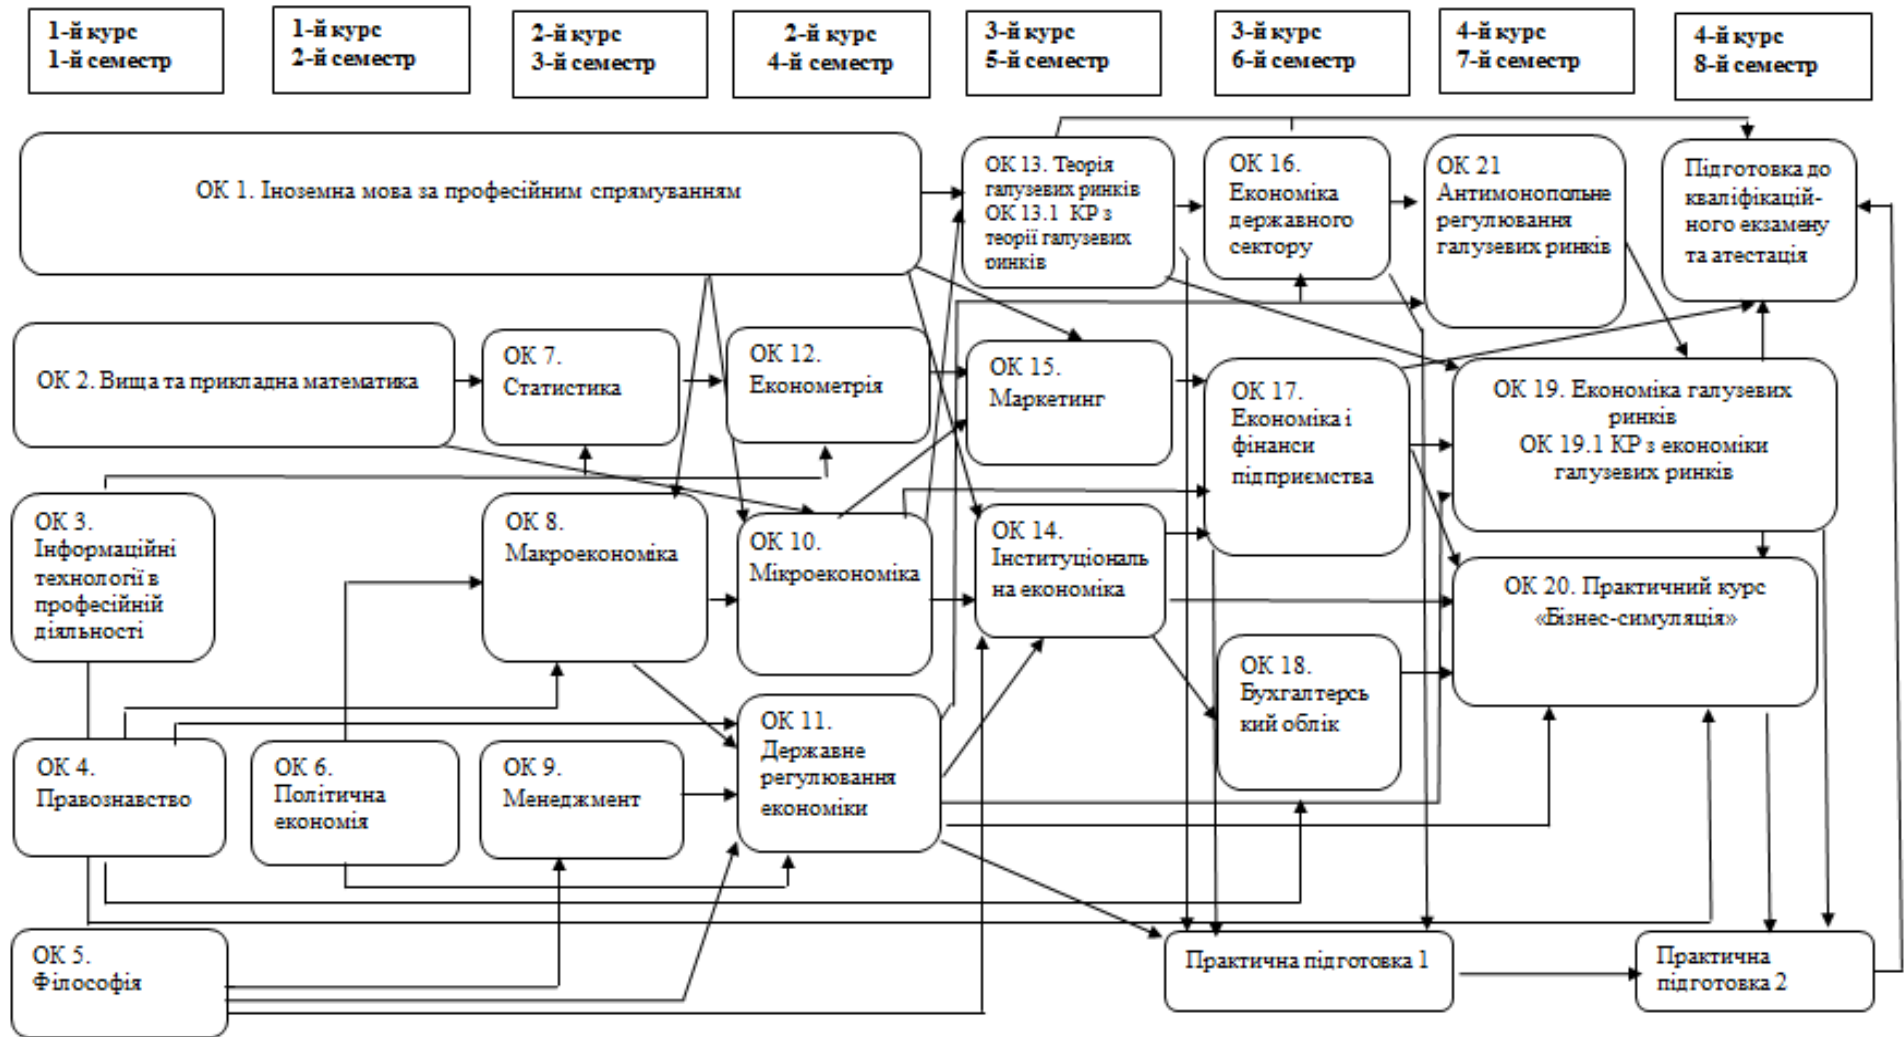 1-й курс
1-й семестр
1-й курс
2-й семестр
2-й курс
3-й семестр
2-й курс
4-й семестр
3-й курс
5-й семестр
3-й курс
6-й семестр
4-й курс
7-й семестр
4-й курс
8-й семестр
ОК 1. Іноземна мова за професійним спрямуванням
ОК 13. Теорія
галузевих ринків
ОК 13.1 КР з
теорії галузевих
ринків
ОК 16.
Економіка
державного
сектору
ОК 21
Антимонопольне
регулювання
галузевих ринків
Підготовка до
кваліфікацій-
ного екзамену
та атестація
ОК 2. Вища та прикладна математика
ОК 7.
Статистика
ОК 12.
Економетрія
ОК 15.
Маркетинг
ОК 17.
Економіка і
фінанси
підприємства
ОК 19. Економіка галузевих
ринків
ОК 19.1 КР з економіки
галузевих ринків
ОК 3.
Інформаційні
технології в
професійній
діяльності
ОК 8.
Макроекономіка
ОК 10.
Мікроекономіка
ОК 14.
Інституціональ
на економіка
ОК 20. Практичний курс
«Бізнес-симуляція»
ОК 18.
Бухгалтерсь
кий облік
ОК 4.
Правознавство
ОК 6.
Політична
економія
ОК 9.
Менеджмент
ОК 11.
Державне
регулювання
економіки
ОК 5.
Філософія
Практична підготовка 1
Практична
підготовка 2